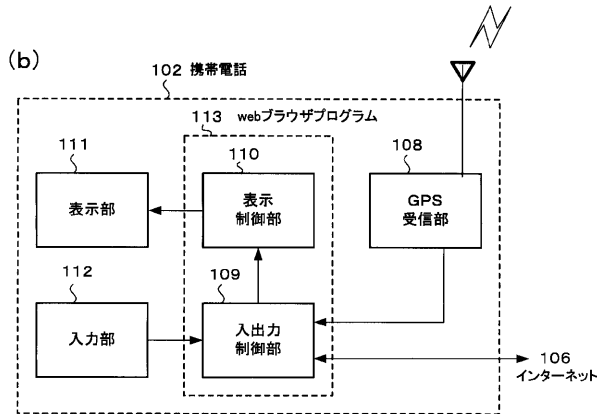 (b)
102 携帯電話
113 webブラウザプログラム
111
110
108
表示部
表示
制御部
GPS
受信部
112
109
入力部
入出力
制御部
106
インターネット